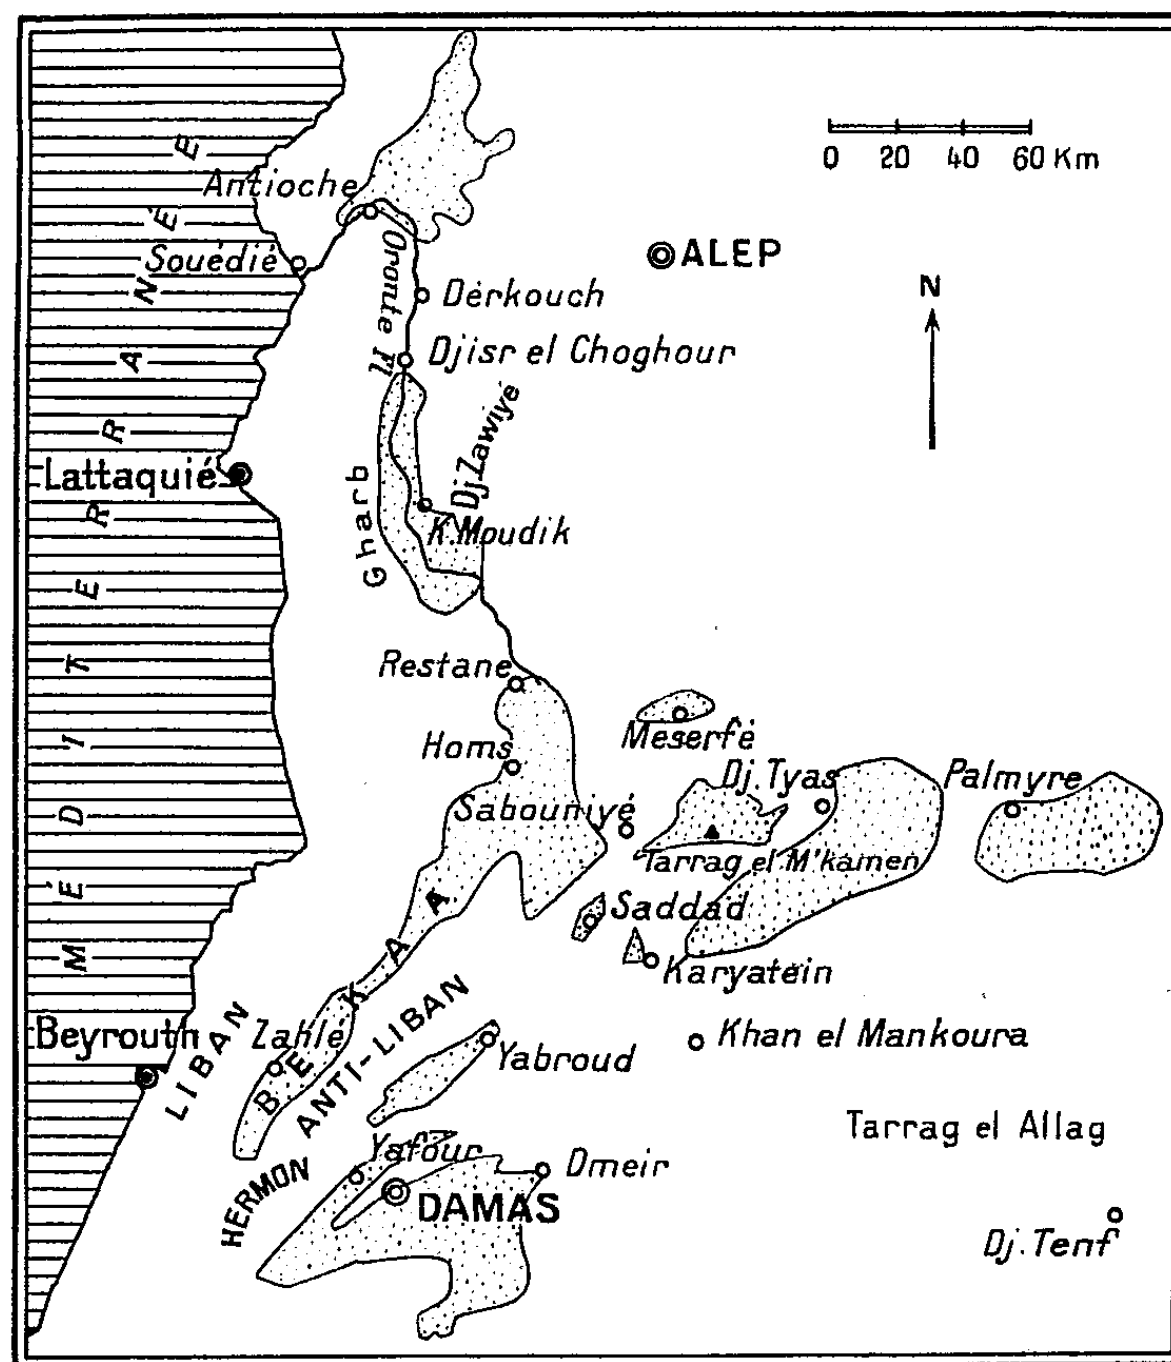 MÉDITERRANÉE
0 20 40 60 Km
Antioche
Souédié
ALEP
N
Oronte Fl
Dérkouch
Djisr el Choghour
Dj Zawiyé
Lattaquié
Gharb
K. Moudik
Restane
Meserfé
Homs
Dj. Tyas
Palmyre
Sabouniyé
Tarrag el M'kamen
Saddad
Karyatein
BEKAA
LIBAN
ANTI-LIBAN
Beyrouth
Zahle
Khan el Mankoura
Yabroud
Tarrag el Allag
Yafour
Dmeir
HERMON
DAMAS
Dj. Tenf